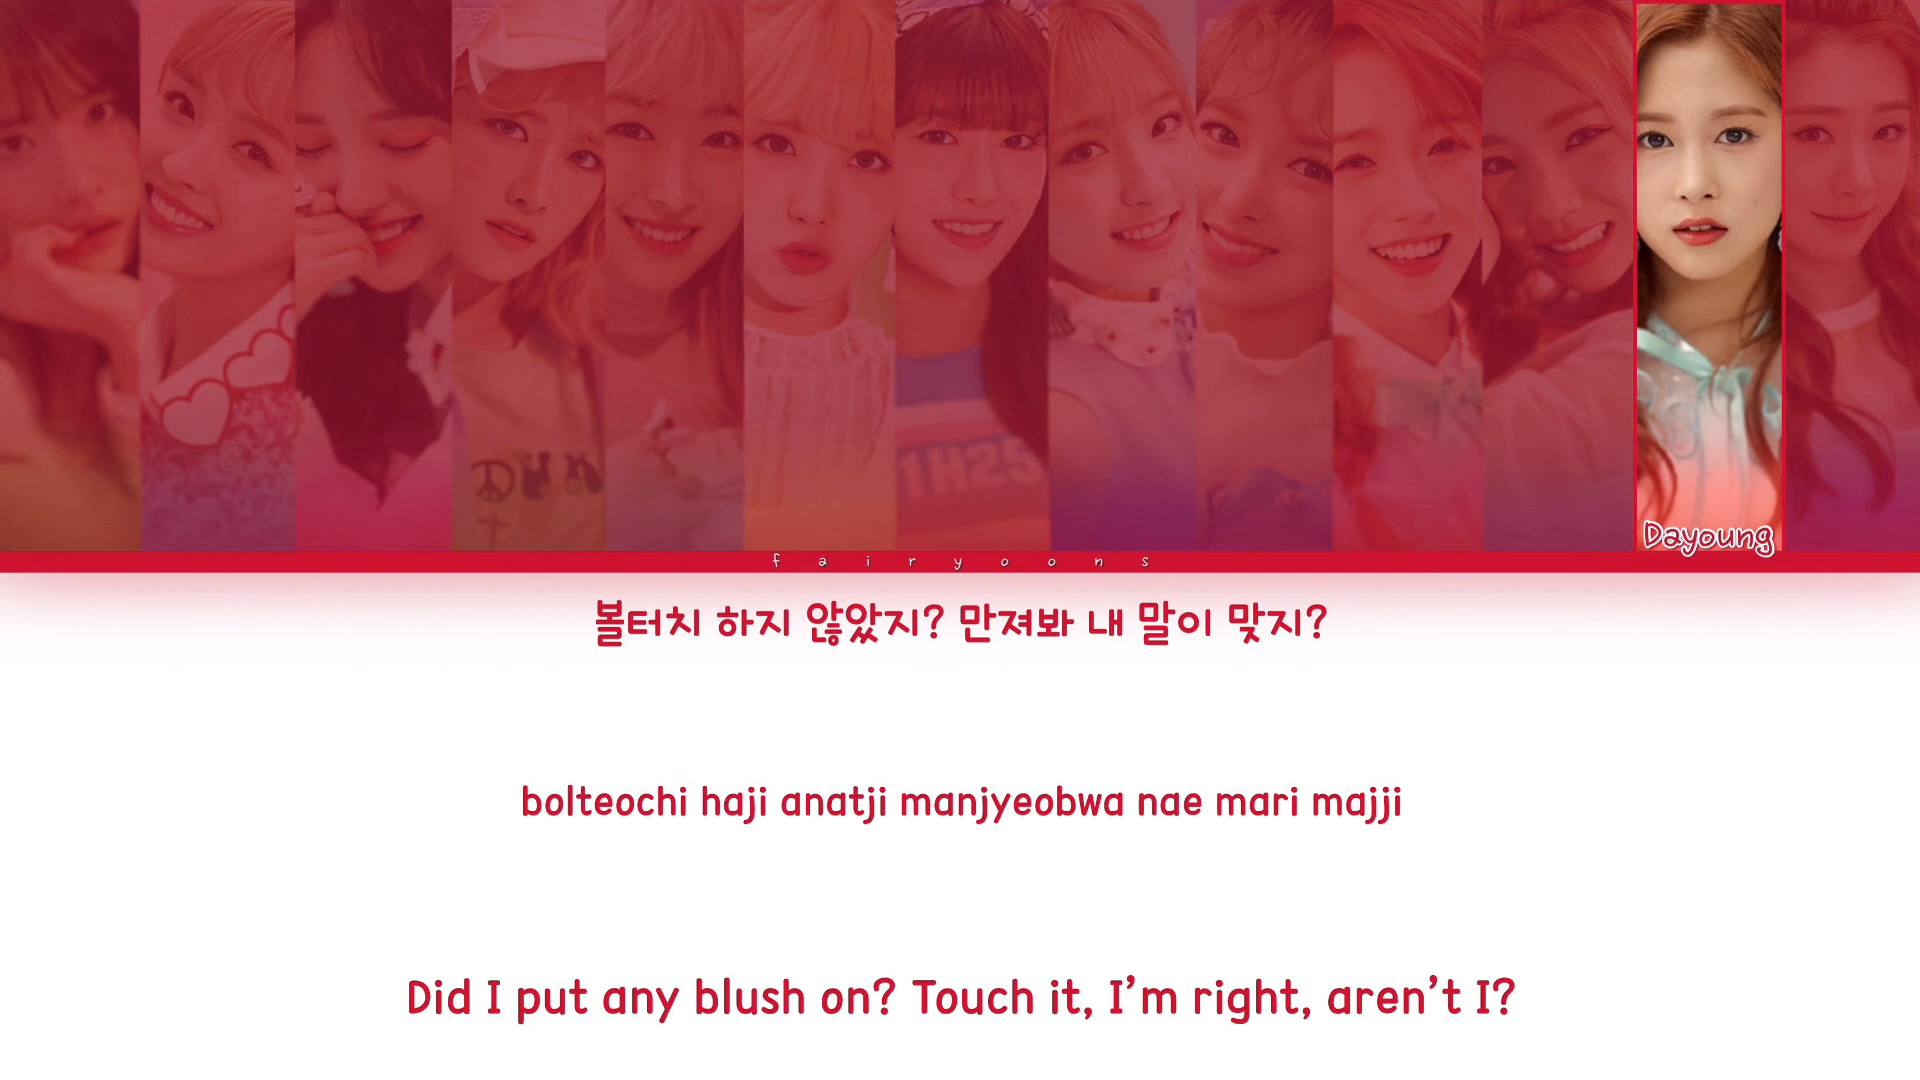 Dayoung
fairyoons
볼터치 하지 않았지? 만져봐 내 말이 맞지?
bolteochi haji anatji manjyeobwa nae mari majji
Did I put any blush on? Touch it, I’m right, aren’t I?